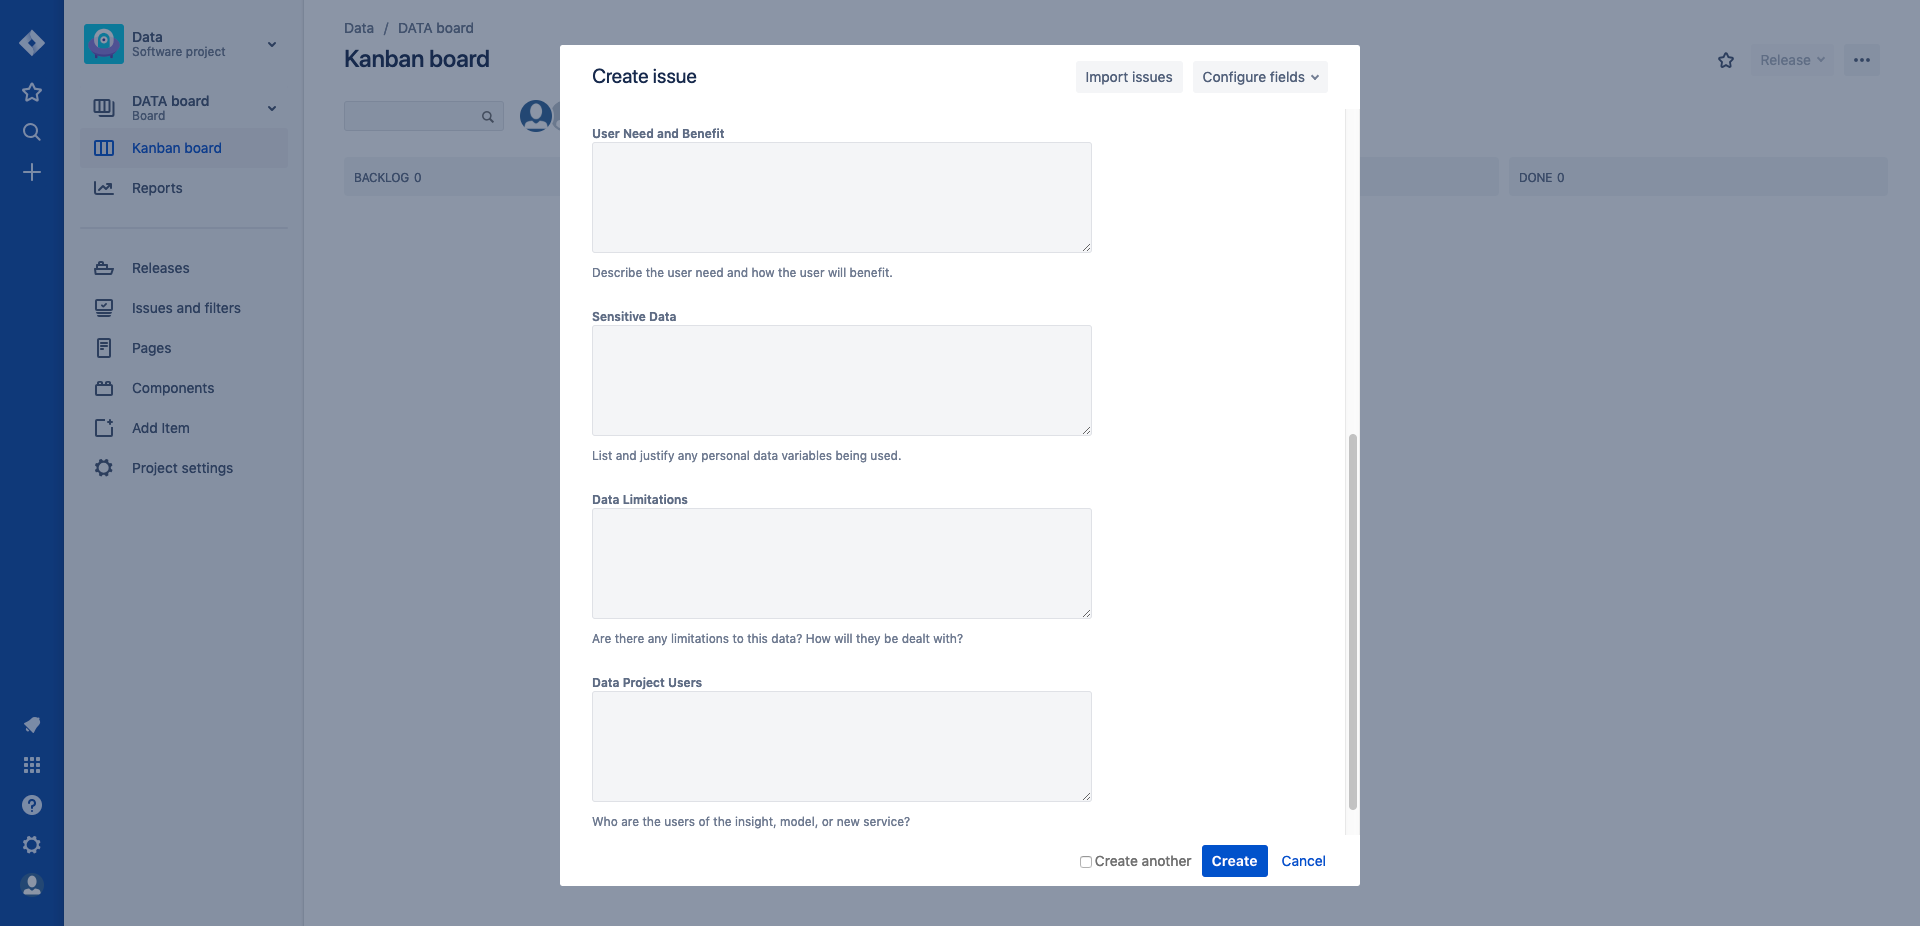 Data
Software project
DATA board
Board
Kanban board
Reports
Releases
Issues and filters
Pages
Components
Add Item
Project settings
Data / DATA board
Kanban board
Release
BACKLOG 0
DONE 0
Create issue
Import issues
Configure fields
User Need and Benefit
Describe the user need and how the user will benefit.
Sensitive Data
List and justify any personal data variables being used.
Data Limitations
Are there any limitations to this data? How will they be dealt with?
Data Project Users
Who are the users of the insight, model, or new service?
Create another
Create
Cancel